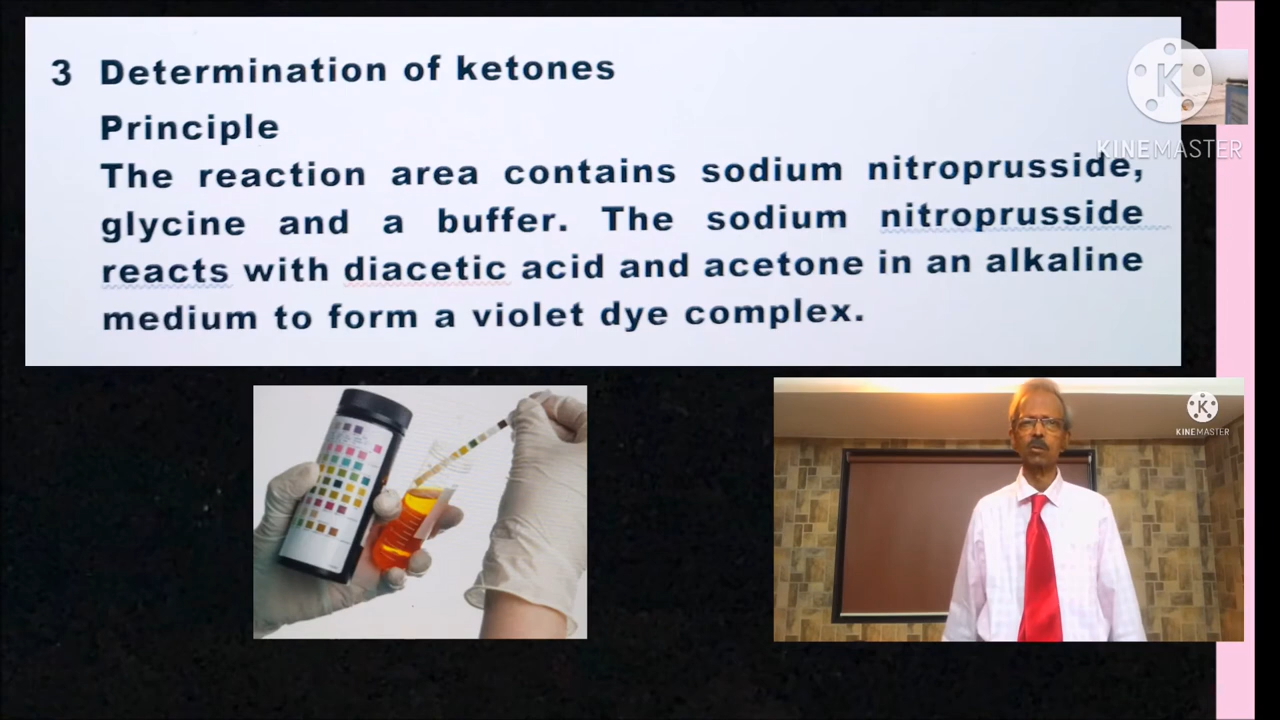 3 Determination of ketones
Principle
The reaction area contains sodium nitroprusside,
glycine and a buffer. The sodium nitroprusside
reacts with diacetic acid and acetone in an alkaline
medium to form a violet dye complex.
K
KINEMASTER
K
KINEMASTER